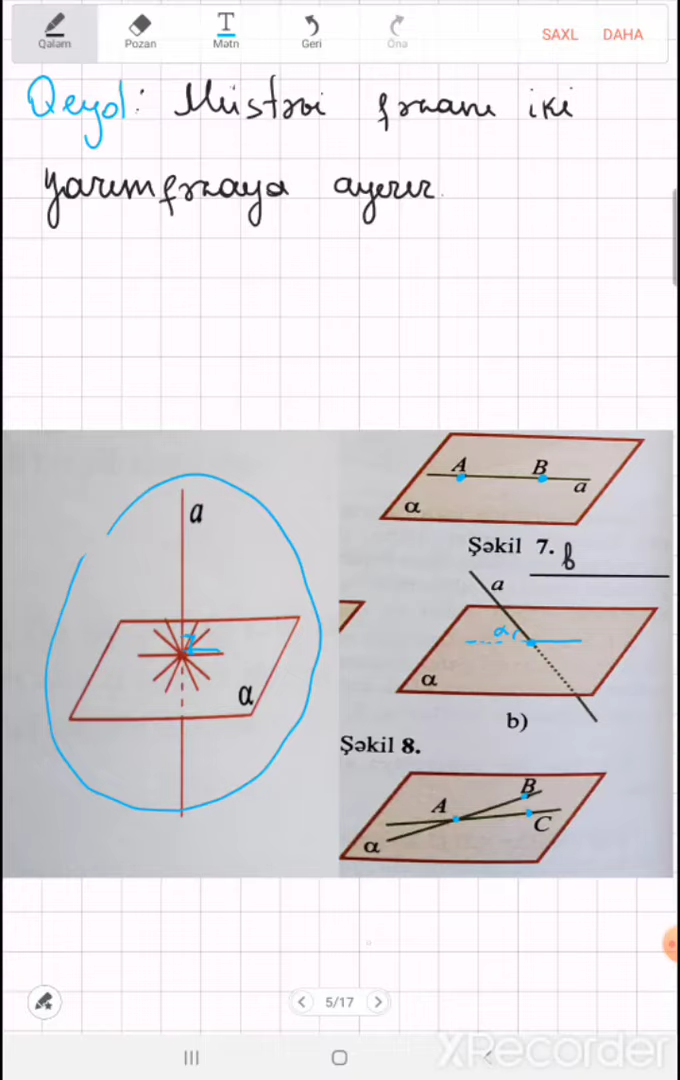 Qələm Pozan Mətn Geri Önə SAXL DAHA
Qeyd: Müstəvi fəzanı iki
yarımfəzaya ayırır.
a
α
A B
a
α
Şəkil 7. b
a
α
α
b)
Şəkil 8.
B
A
C
α
5/17
XRecorder